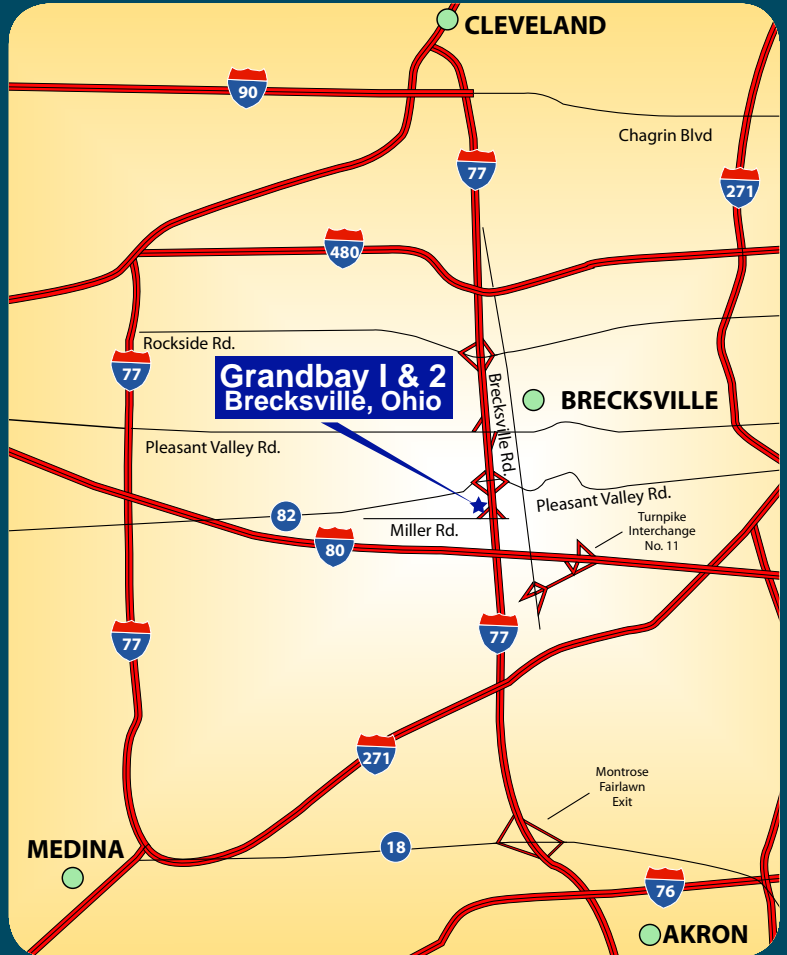 CLEVELAND
90
Chagrin Blvd
77
271
480
Rockside Rd.
77
Grandbay I & 2
Brecksville, Ohio
Brecksville Rd.
BRECKSVILLE
Pleasant Valley Rd.
Pleasant Valley Rd.
82
Miller Rd.
Turnpike
Interchange
No. 11
80
77
77
271
Montrose
Fairlawn
Exit
MEDINA
18
76
AKRON